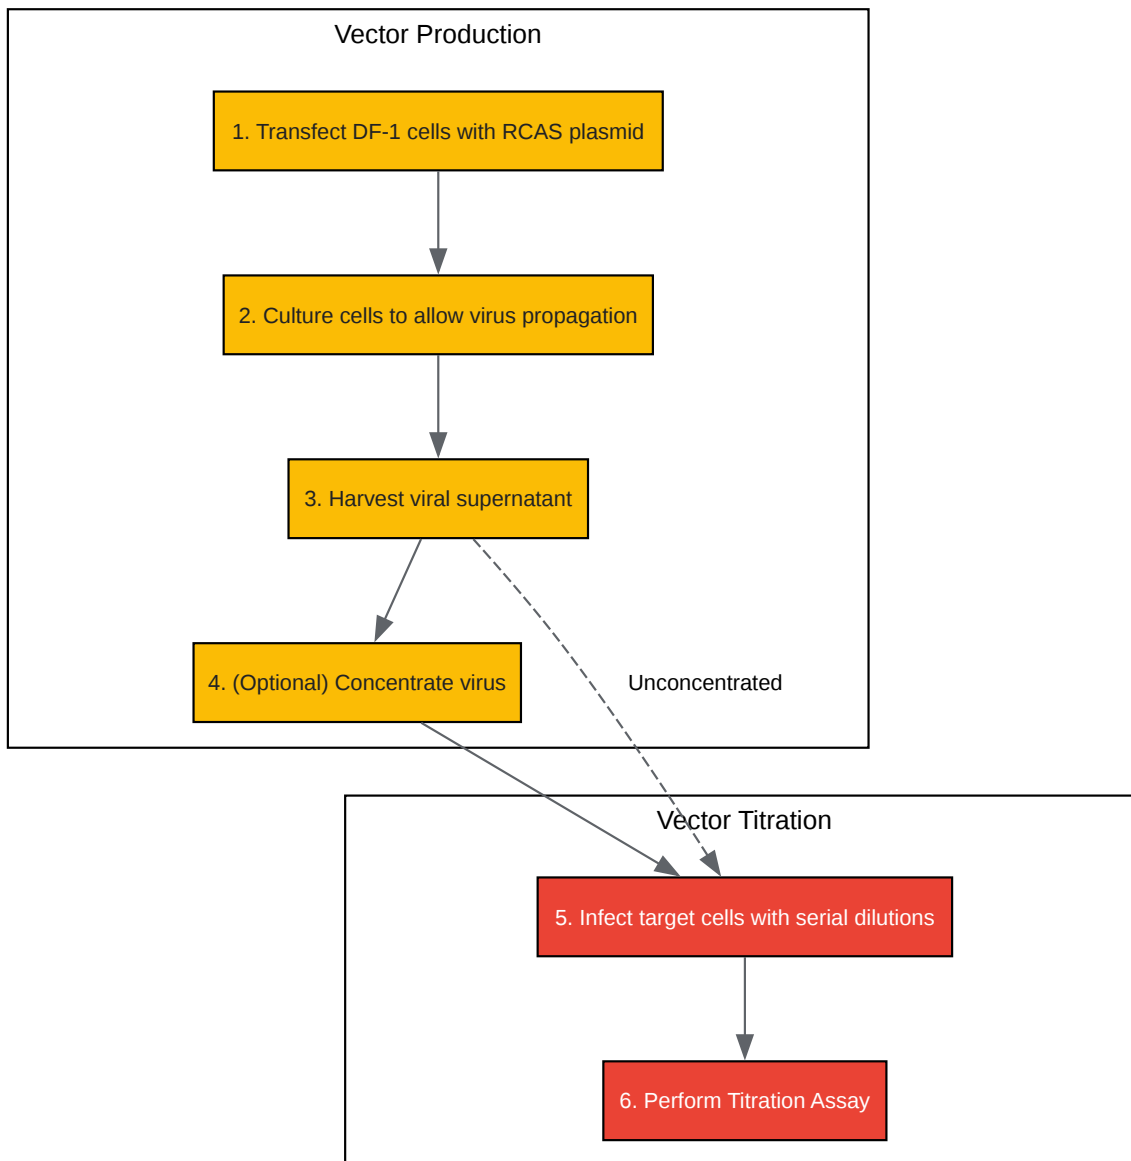 Vector Production
1. Transfect DF-1 cells with RCAS plasmid
2. Culture cells to allow virus propagation
3. Harvest viral supernatant
4. (Optional) Concentrate virus
Unconcentrated
Vector Titration
5. Infect target cells with serial dilutions
6. Perform Titration Assay